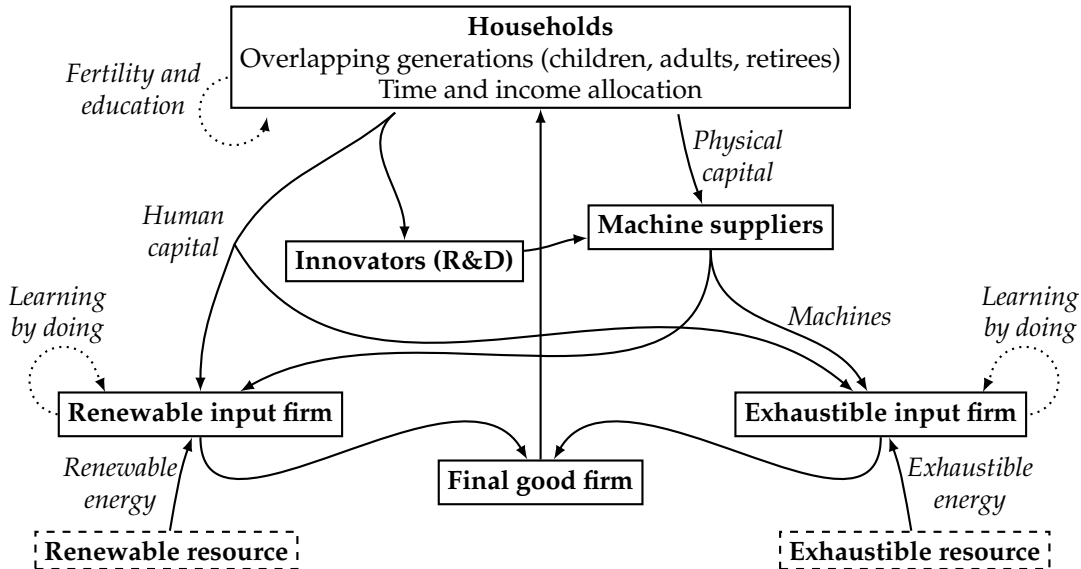 Households
Overlapping generations (children, adults, retirees)
Time and income allocation
Fertility and
education
Physical
capital
Human
capital
Machine suppliers
Innovators (R&D)
Learning
by doing
Machines
Learning
by doing
Renewable input firm
Exhaustible input firm
Renewable
energy
Final good firm
Exhaustible
energy
Renewable resource
Exhaustible resource